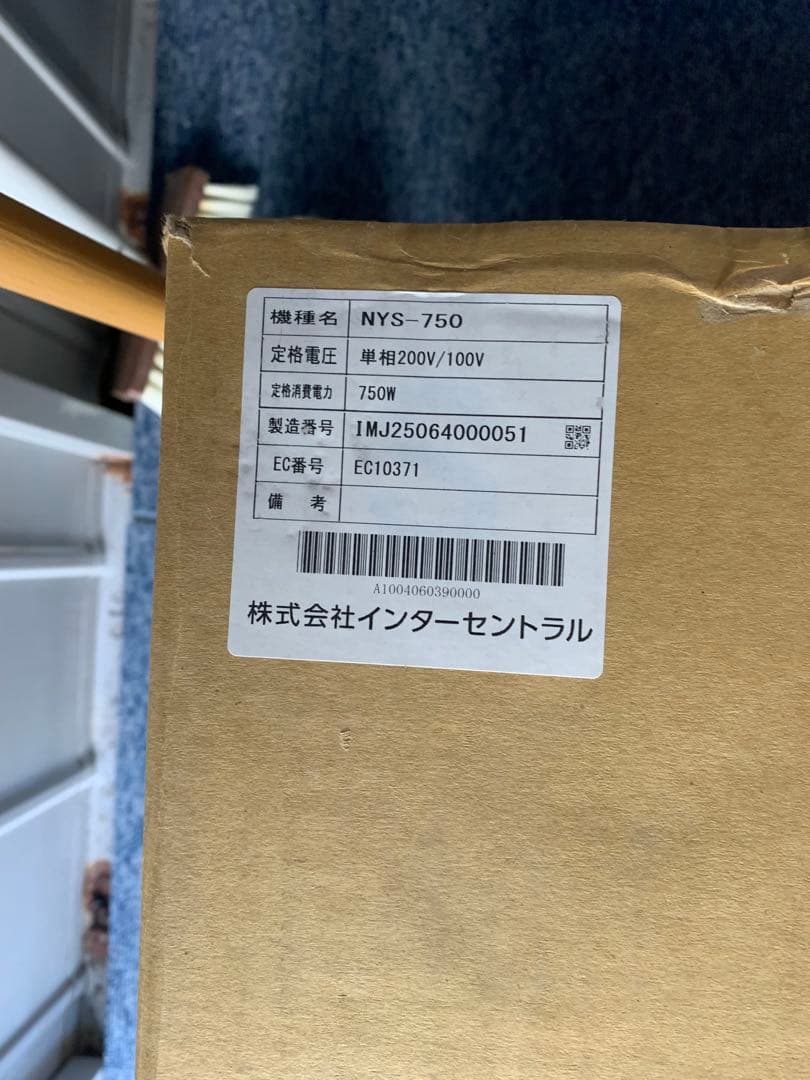 機種名 NYS-750
定格電圧 単相200V/100V
定格消費電力 750W
製造番号 IMJ25064000051
EC番号 EC10371
備考
A1004060390000
株式会社インターセントラル